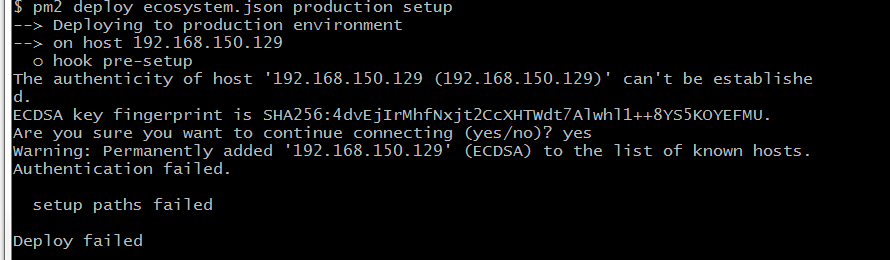 $ pm2 deploy ecosystem.json production setup
--> Deploying to production environment
--> on host 192.168.150.129
  o hook pre-setup
The authenticity of host '192.168.150.129 (192.168.150.129)' can't be establishe
d.
ECDSA key fingerprint is SHA256:4dvEjIrMhfNxjt2CcXHTWdt7Alwhl1++8YS5KOYEFMU.
Are you sure you want to continue connecting (yes/no)? yes
Warning: Permanently added '192.168.150.129' (ECDSA) to the list of known hosts.
Authentication failed.

  setup paths failed

Deploy failed